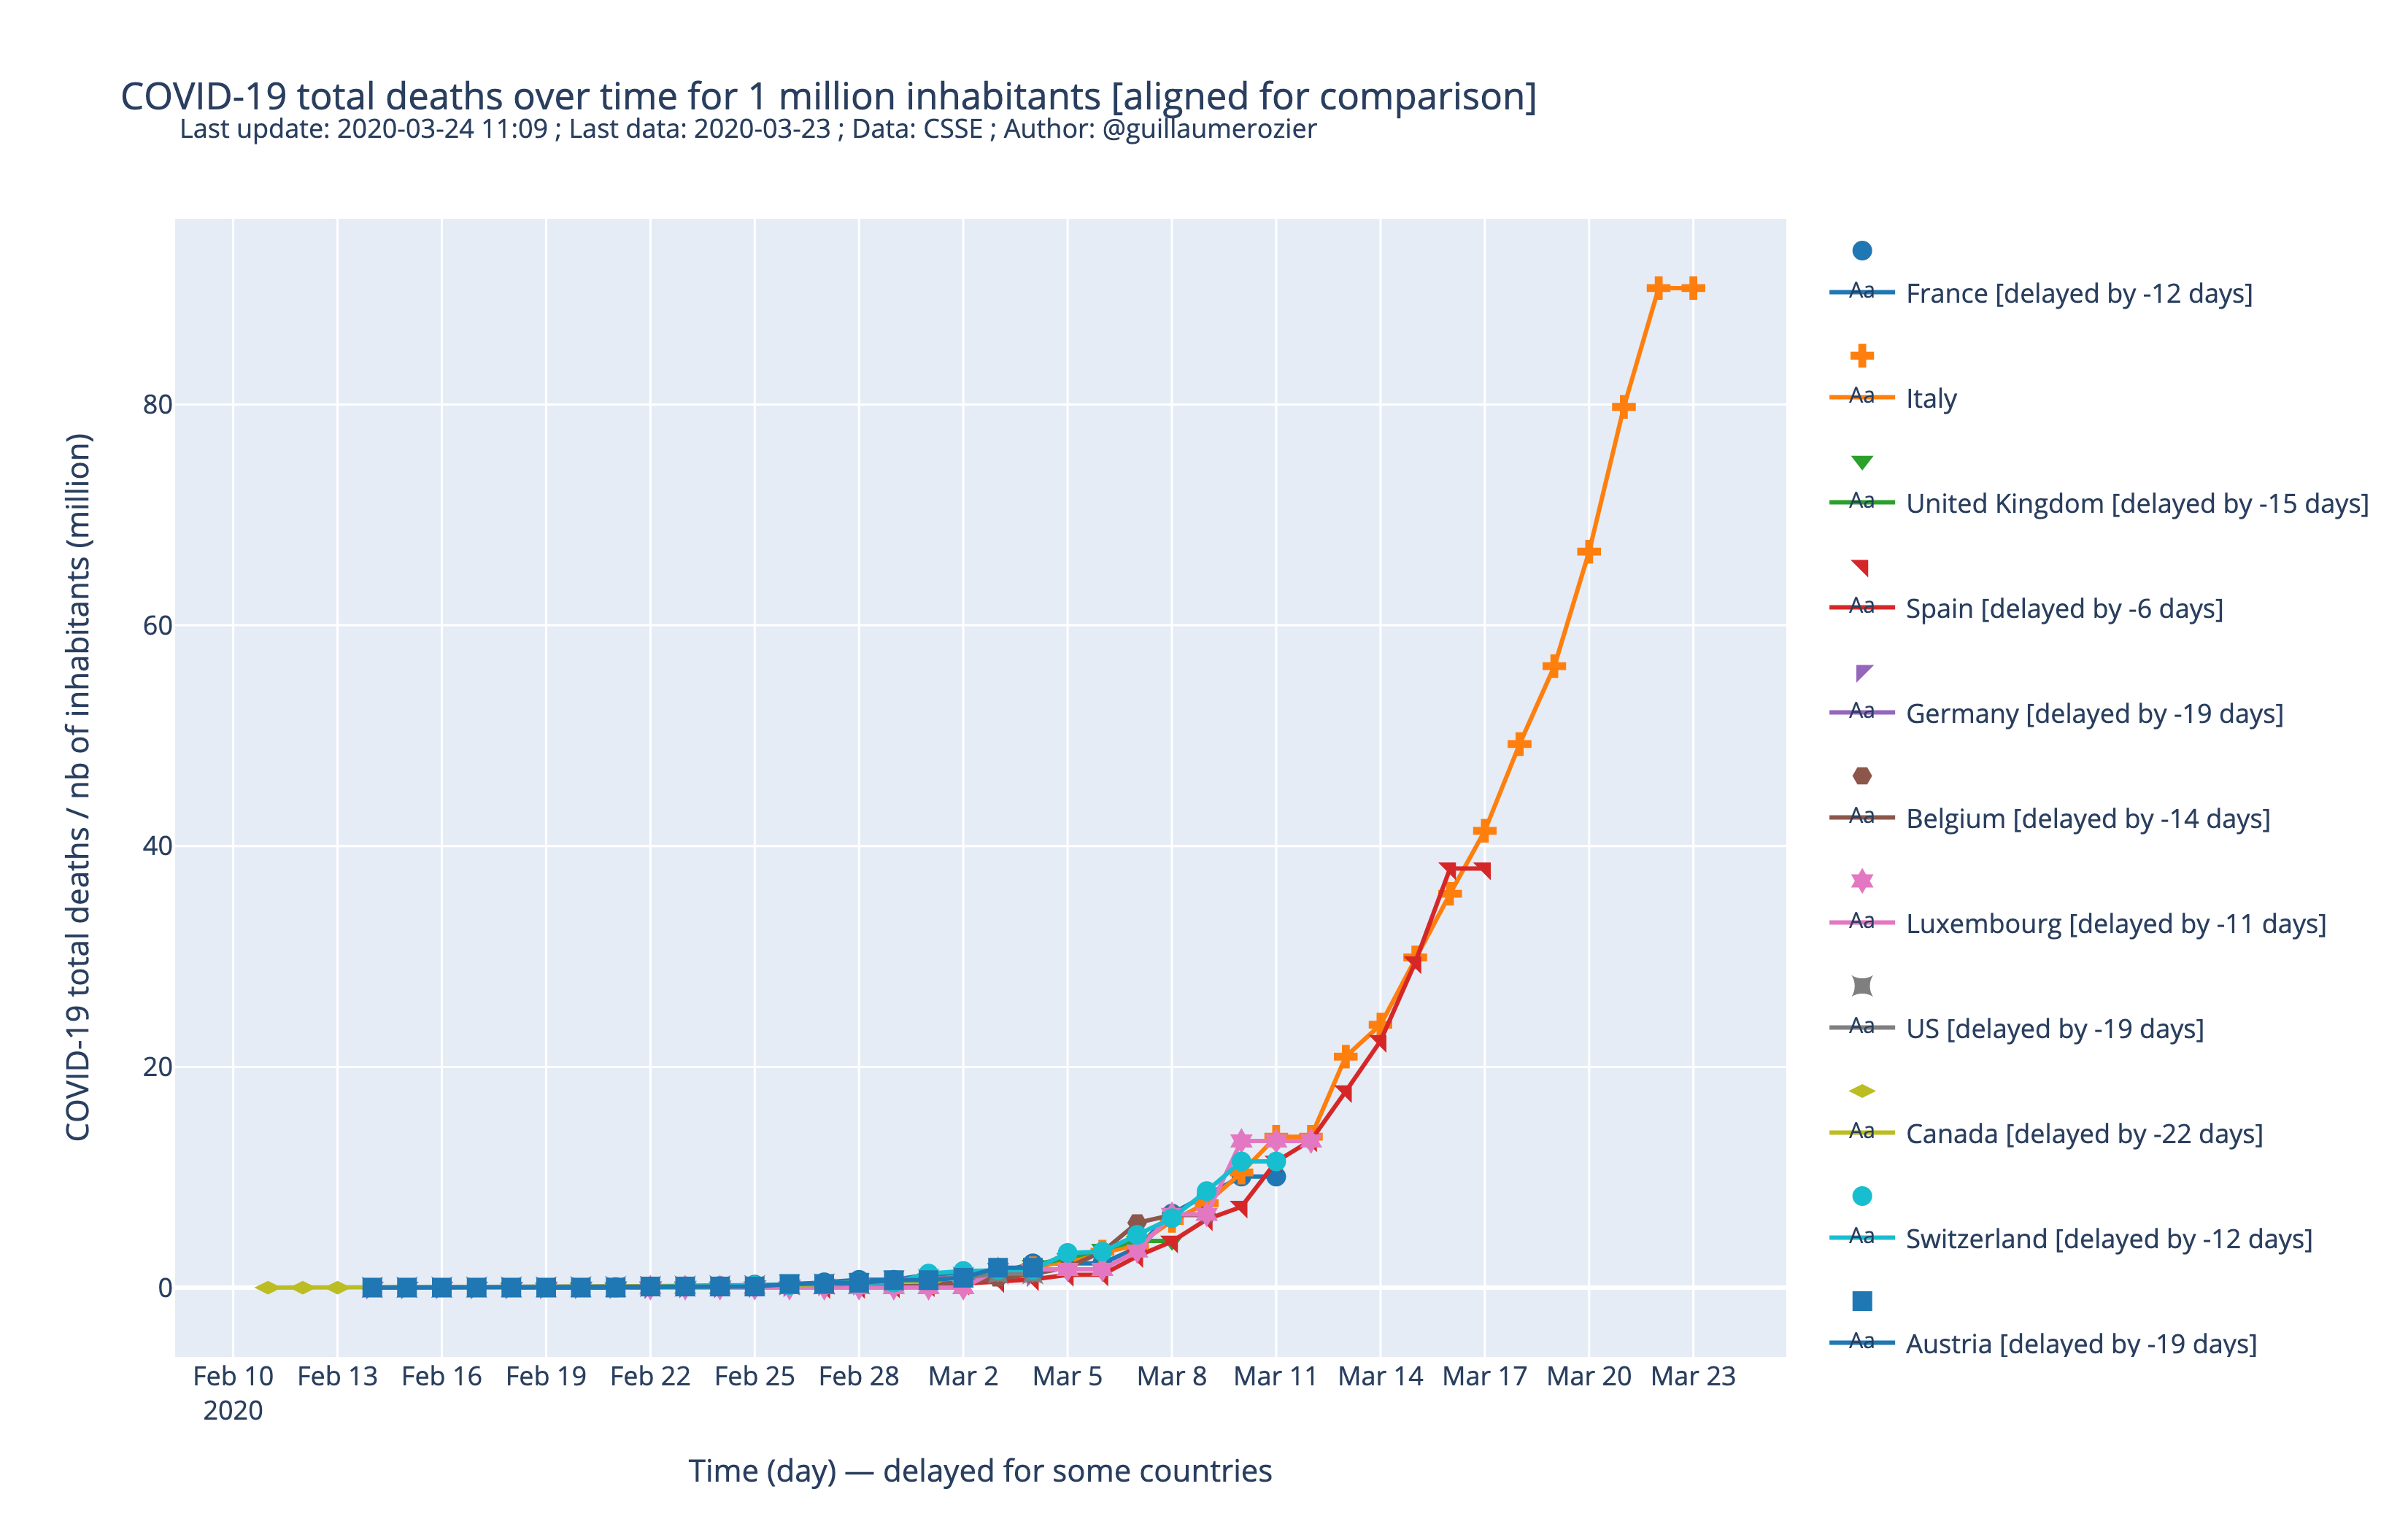 COVID-19 total deaths over time for 1 million inhabitants [aligned for comparison]
Last update: 2020-03-24 11:09 ; Last data: 2020-03-23 ; Data: CSSE ; Author: @guillaumerozier
COVID-19 total deaths / nb of inhabitants (million)
80
60
40
20
0
Feb 10 Feb 13 Feb 16 Feb 19 Feb 22 Feb 25 Feb 28 Mar 2 Mar 5 Mar 8 Mar 11 Mar 14 Mar 17 Mar 20 Mar 23
2020
Time (day) — delayed for some countries
Aa France [delayed by -12 days]
Aa Italy
Aa United Kingdom [delayed by -15 days]
Aa Spain [delayed by -6 days]
Aa Germany [delayed by -19 days]
Aa Belgium [delayed by -14 days]
Aa Luxembourg [delayed by -11 days]
Aa US [delayed by -19 days]
Aa Canada [delayed by -22 days]
Aa Switzerland [delayed by -12 days]
Aa Austria [delayed by -19 days]